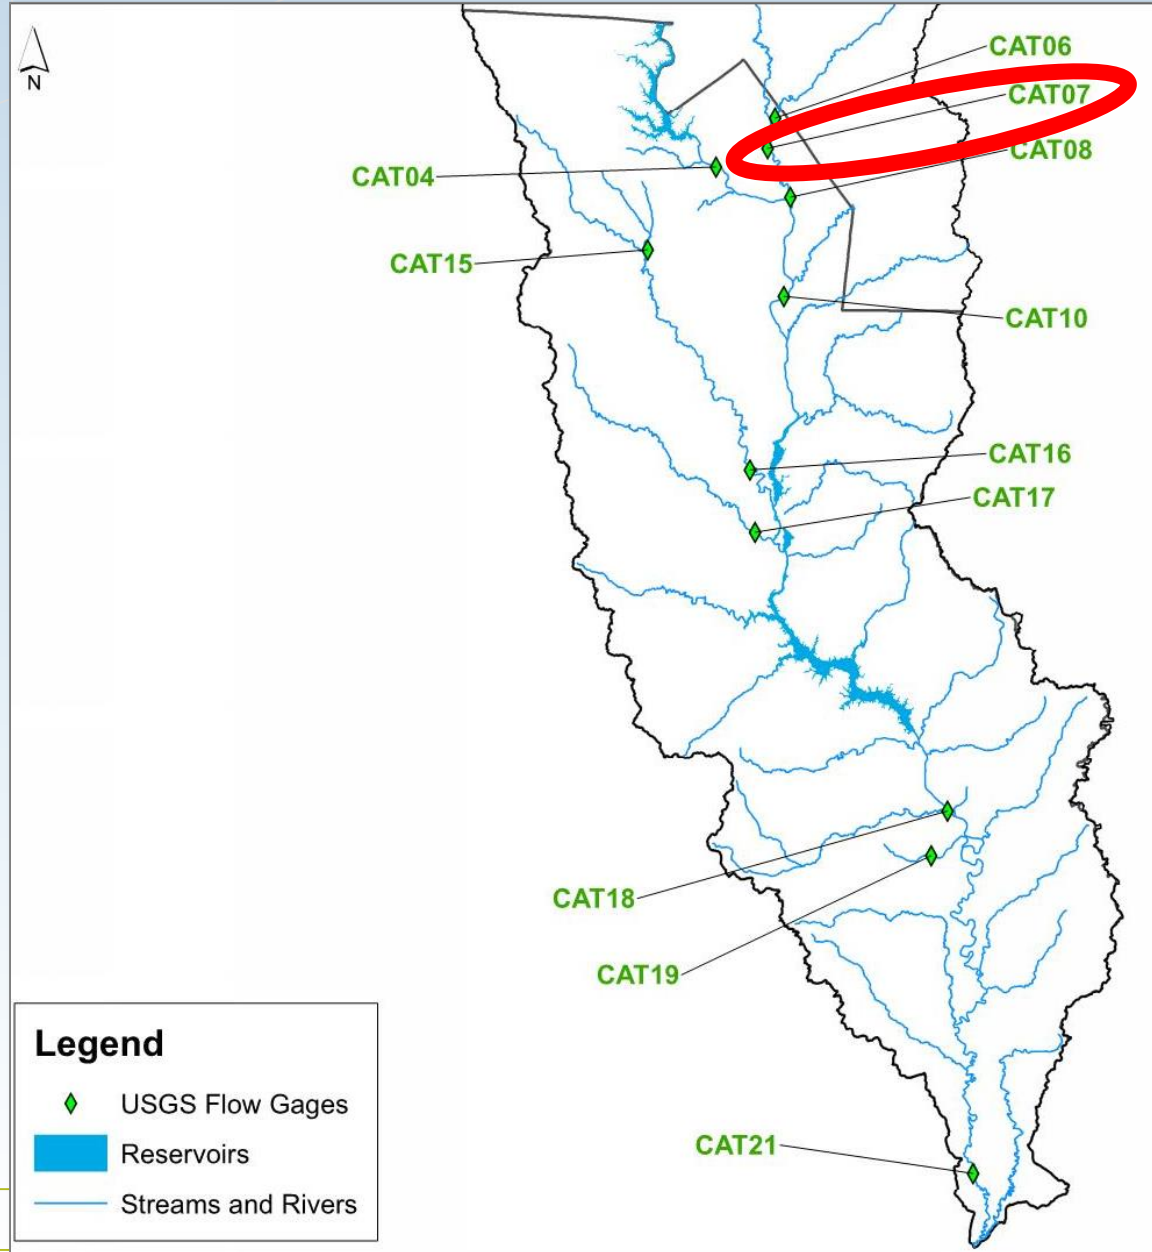 N
CAT06
CAT07
CAT08
CAT04
CAT15
CAT10
CAT16
CAT17
CAT18
CAT19
CAT21
Legend
USGS Flow Gages
Reservoirs
Streams and Rivers